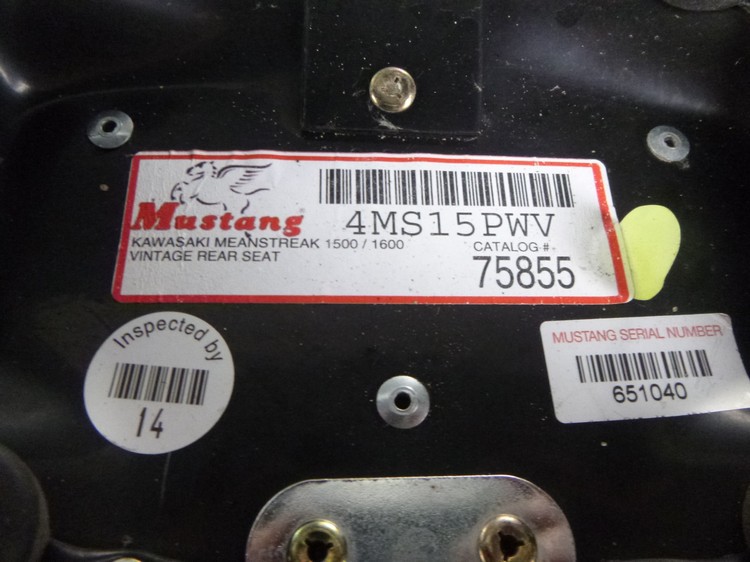 Mustang
4MS15PWV
KAWASAKI MEANSTREAK 1500 / 1600
VINTAGE REAR SEAT
CATALOG #
75855
Inspected by
14
MUSTANG SERIAL NUMBER
651040